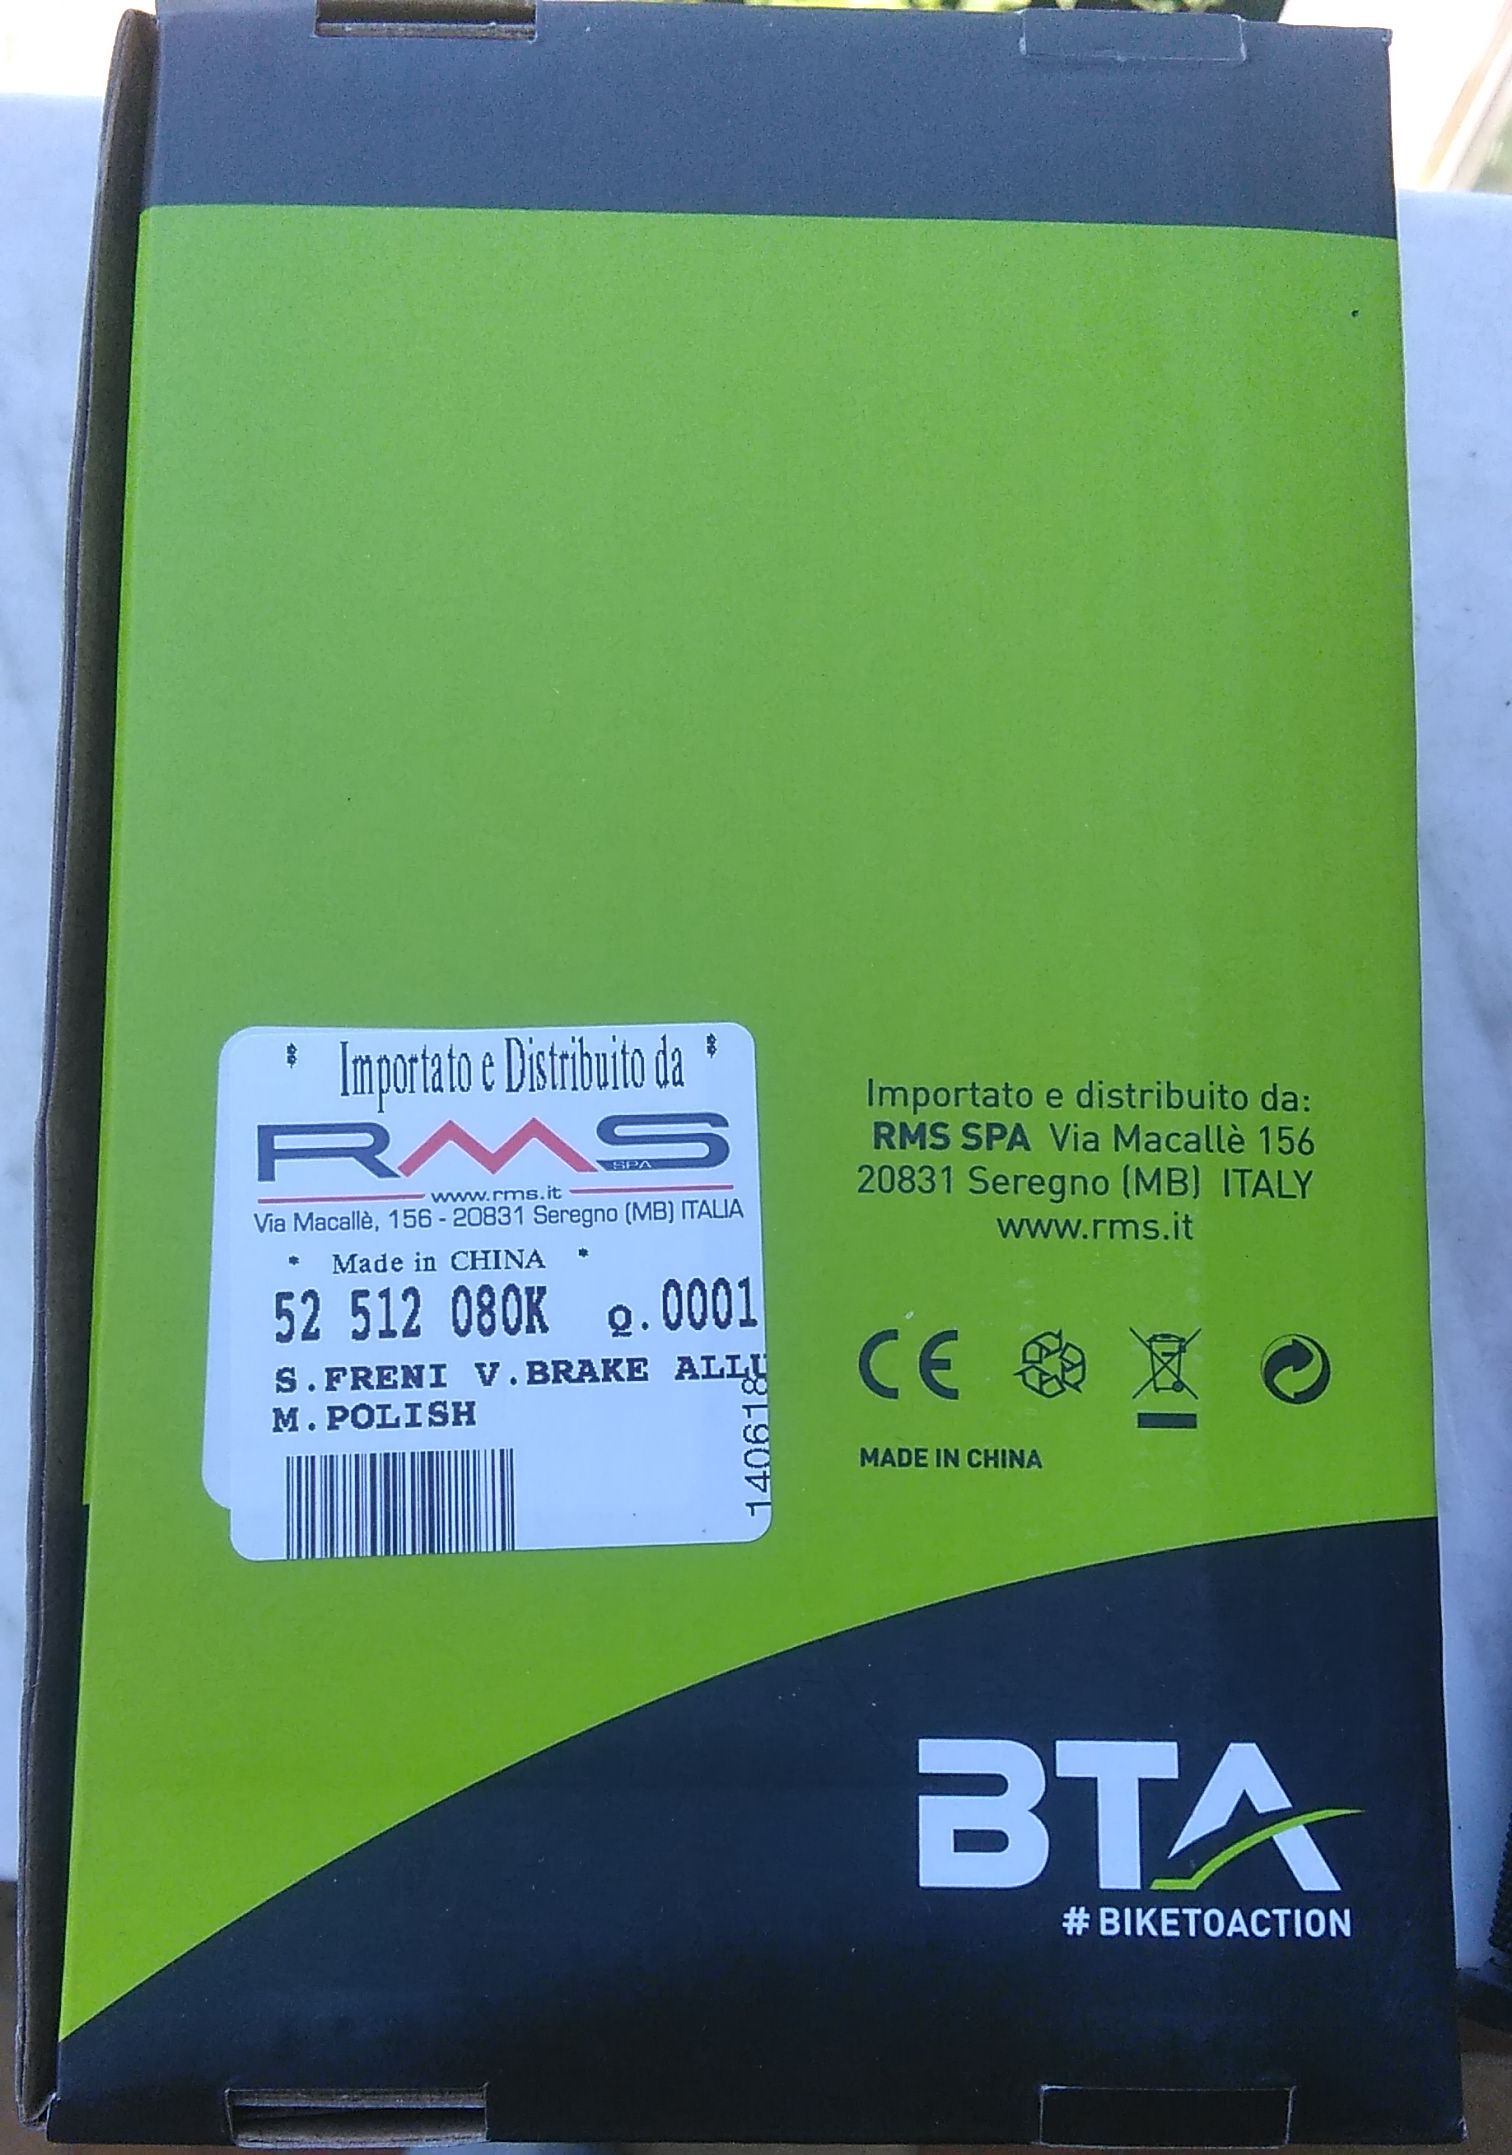 * Importato e Distribuito da *
RMS
SPA
www.rms.it
Via Macallè, 156 - 20831 Seregno (MB) ITALIA
* Made in CHINA *
52 512 080K Q.0001
S.FRENI V.BRAKE ALLU
M.POLISH
140618
Importato e distribuito da:
RMS SPA Via Macallè 156
20831 Seregno (MB) ITALY
www.rms.it
CE
MADE IN CHINA
BTA
# BIKETOACTION